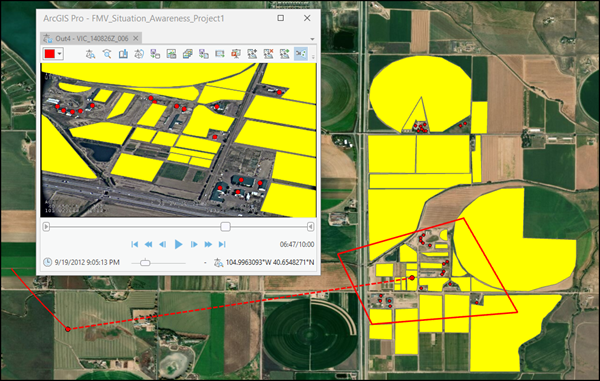 ArcGIS Pro - FMV_Situation_Awareness_Project1
Out4 - VIC_140826Z_006
06:47/10:00
9/19/2012 9:05:13 PM
104.9963093°W 40.6548271°N